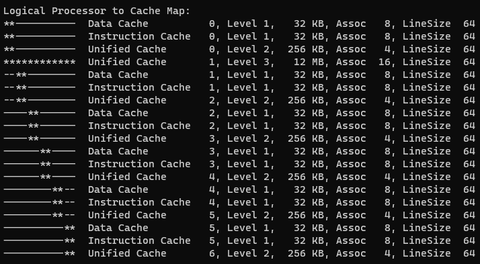 Logical Processor to Cache Map:
**---------- Data Cache 0, Level 1, 32 KB, Assoc 8, LineSize 64
**---------- Instruction Cache 0, Level 1, 32 KB, Assoc 8, LineSize 64
**---------- Unified Cache 0, Level 2, 256 KB, Assoc 4, LineSize 64
************ Unified Cache 1, Level 3, 12 MB, Assoc 16, LineSize 64
--**-------- Data Cache 1, Level 1, 32 KB, Assoc 8, LineSize 64
--**-------- Instruction Cache 1, Level 1, 32 KB, Assoc 8, LineSize 64
--**-------- Unified Cache 2, Level 2, 256 KB, Assoc 4, LineSize 64
----**------ Data Cache 2, Level 1, 32 KB, Assoc 8, LineSize 64
----**------ Instruction Cache 2, Level 1, 32 KB, Assoc 8, LineSize 64
----**------ Unified Cache 3, Level 2, 256 KB, Assoc 4, LineSize 64
------**---- Data Cache 3, Level 1, 32 KB, Assoc 8, LineSize 64
------**---- Instruction Cache 3, Level 1, 32 KB, Assoc 8, LineSize 64
------**---- Unified Cache 4, Level 2, 256 KB, Assoc 4, LineSize 64
--------**-- Data Cache 4, Level 1, 32 KB, Assoc 8, LineSize 64
--------**-- Instruction Cache 4, Level 1, 32 KB, Assoc 8, LineSize 64
--------**-- Unified Cache 5, Level 2, 256 KB, Assoc 4, LineSize 64
----------** Data Cache 5, Level 1, 32 KB, Assoc 8, LineSize 64
----------** Instruction Cache 5, Level 1, 32 KB, Assoc 8, LineSize 64
----------** Unified Cache 6, Level 2, 256 KB, Assoc 4, LineSize 64